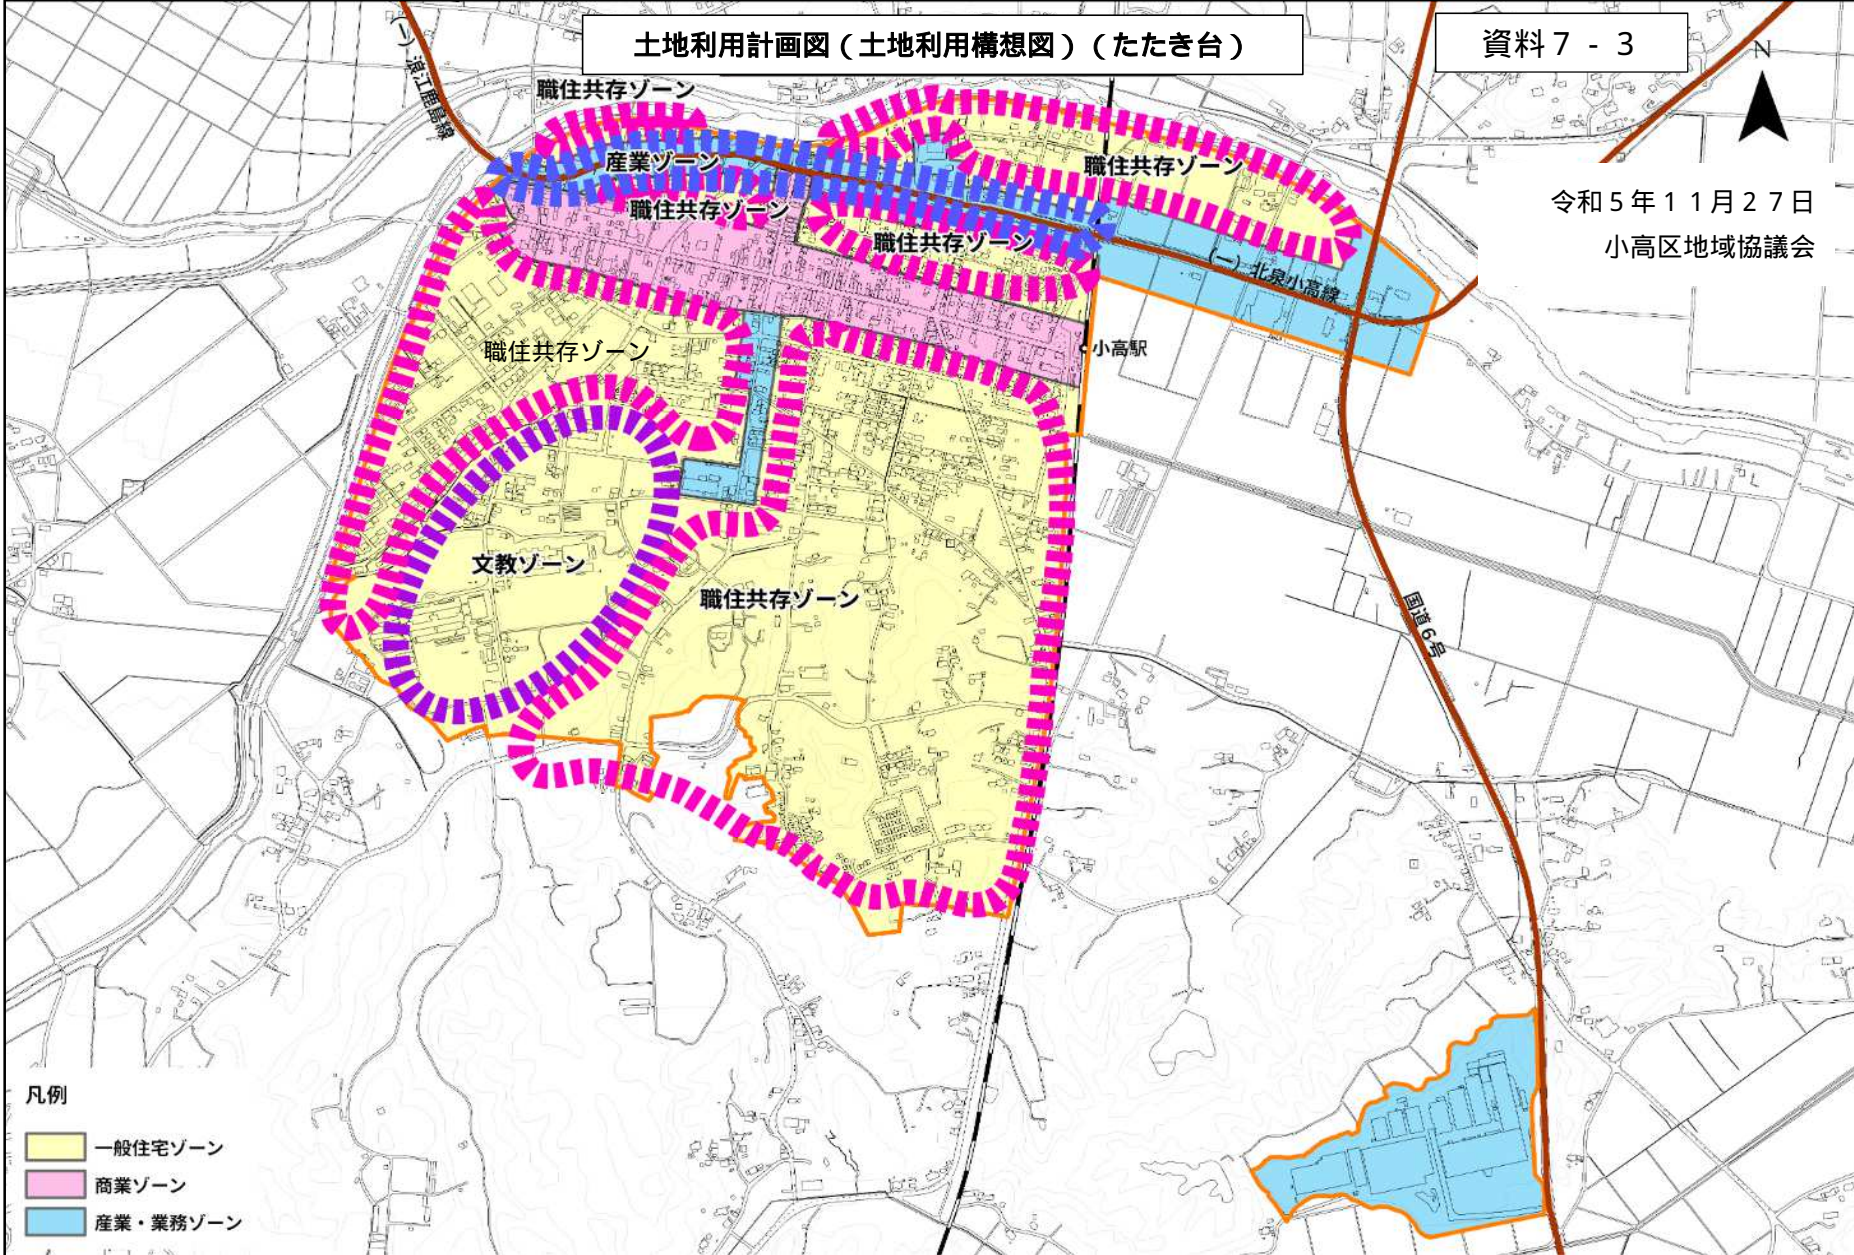 土地利用計画図（土地利用構想図）（たたき台）
資料７－３
N
令和５年１１月２７日
小高区地域協議会
(一) 浪江鹿島線
職住共存ゾーン
産業ゾーン
職住共存ゾーン
職住共存ゾーン
職住共存ゾーン
(一) 北泉小高線
小高駅
職住共存ゾーン
文教ゾーン
職住共存ゾーン
国道6号
凡例
一般住宅ゾーン
商業ゾーン
産業・業務ゾーン